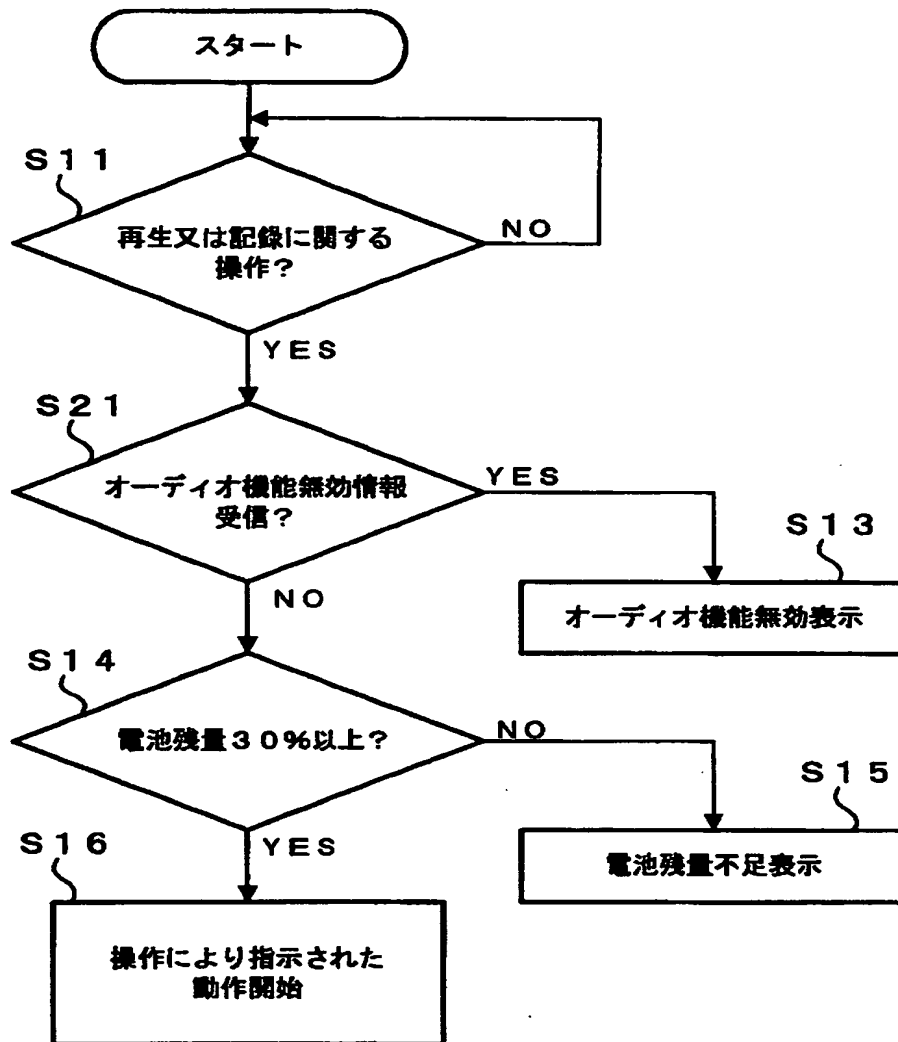 スタート
S11
再生又は記録に関する
操作?
NO
YES
S21
オーディオ機能無効情報
受信?
YES
NO
S13
オーディオ機能無効表示
S14
電池残量30%以上?
NO
YES
S15
電池残量不足表示
S16
操作により指示された
動作開始